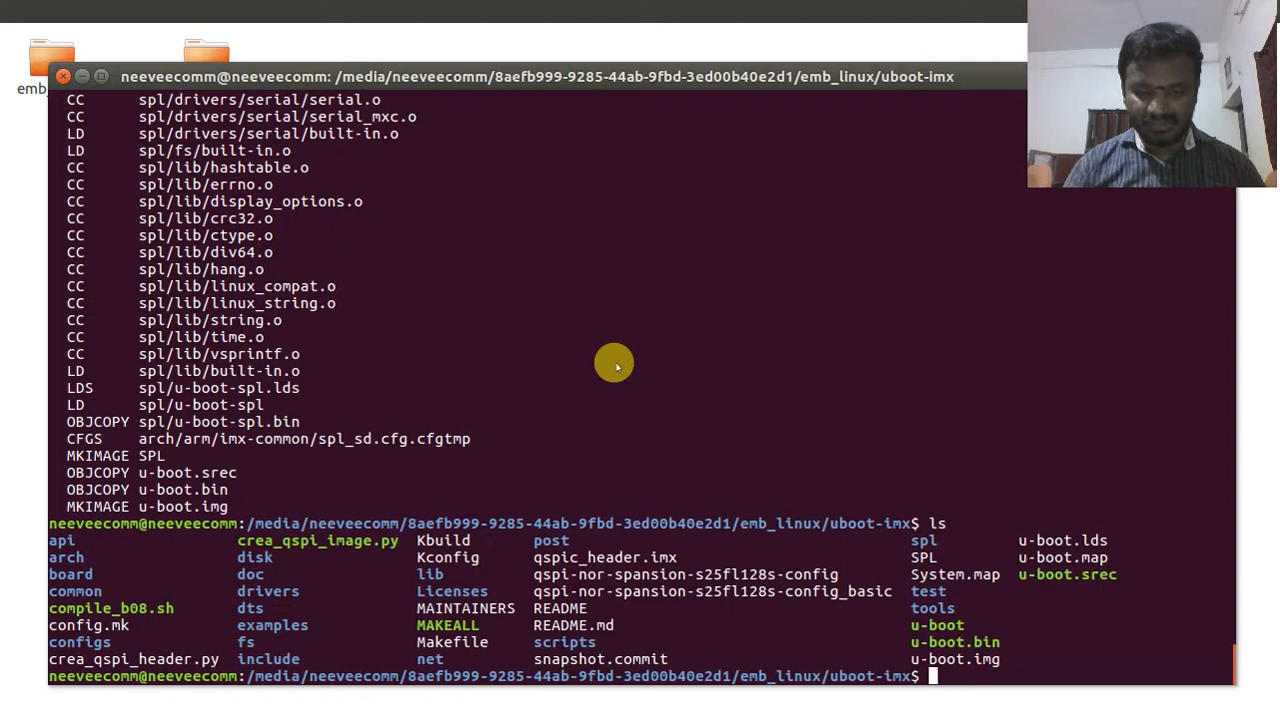 emb
neeveecomm@neeveecomm: /media/neeveecomm/8aefb999-9285-44ab-9fbd-3ed00b40e2d1/emb_linux/uboot-imx
CC spl/drivers/serial/serial.o
CC spl/drivers/serial/serial_mxc.o
LD spl/drivers/serial/built-in.o
LD spl/fs/built-in.o
CC spl/lib/hashtable.o
CC spl/lib/errno.o
CC spl/lib/display_options.o
CC spl/lib/crc32.o
CC spl/lib/ctype.o
CC spl/lib/div64.o
CC spl/lib/hang.o
CC spl/lib/linux_compat.o
CC spl/lib/linux_string.o
CC spl/lib/string.o
CC spl/lib/time.o
CC spl/lib/vsprintf.o
LD spl/lib/built-in.o
LDS spl/u-boot-spl.lds
LD spl/u-boot-spl
OBJCOPY spl/u-boot-spl.bin
CFGS arch/arm/imx-common/spl_sd.cfg.cfgtmp
MKIMAGE SPL
OBJCOPY u-boot.srec
OBJCOPY u-boot.bin
MKIMAGE u-boot.img
neeveecomm@neeveecomm:/media/neeveecomm/8aefb999-9285-44ab-9fbd-3ed00b40e2d1/emb_linux/uboot-imx$ ls
api crea_qspi_image.py Kbuild post spl u-boot.lds
arch disk Kconfig qspic_header.imx SPL u-boot.map
board doc lib qspi-nor-spansion-s25fl128s-config System.map u-boot.srec
common drivers Licenses qspi-nor-spansion-s25fl128s-config_basic test
compile_b08.sh dts MAINTAINERS README tools
config.mk examples MAKEALL README.md u-boot
configs fs Makefile scripts u-boot.bin
crea_qspi_header.py include net snapshot.commit u-boot.img
neeveecomm@neeveecomm:/media/neeveecomm/8aefb999-9285-44ab-9fbd-3ed00b40e2d1/emb_linux/uboot-imx$